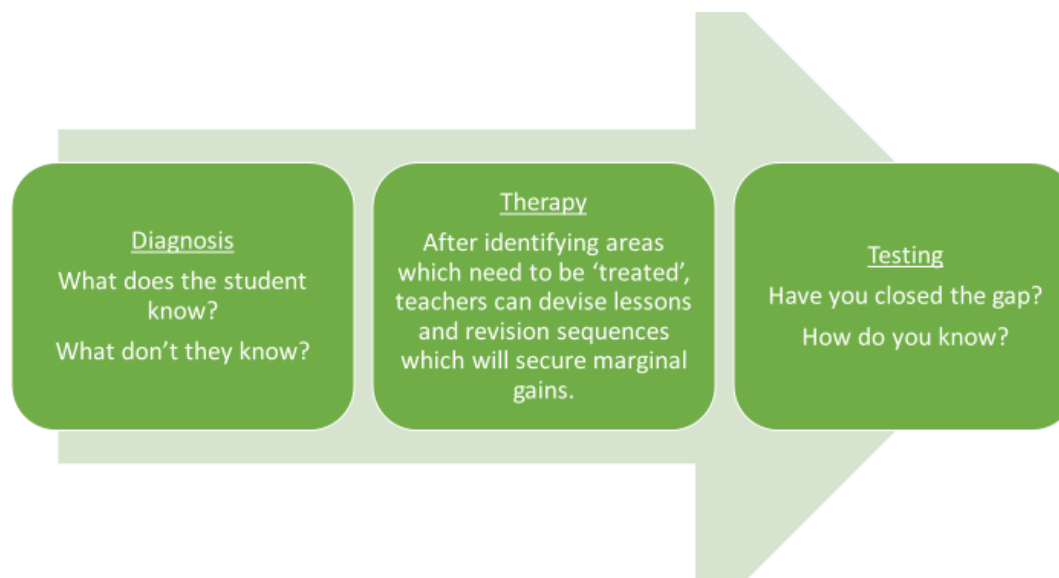 Diagnosis
What does the student
know?
What don't they know?
Therapy
After identifying areas
which need to be ‘treated’,
teachers can devise lessons
and revision sequences
which will secure marginal
gains.
Testing
Have you closed the gap?
How do you know?